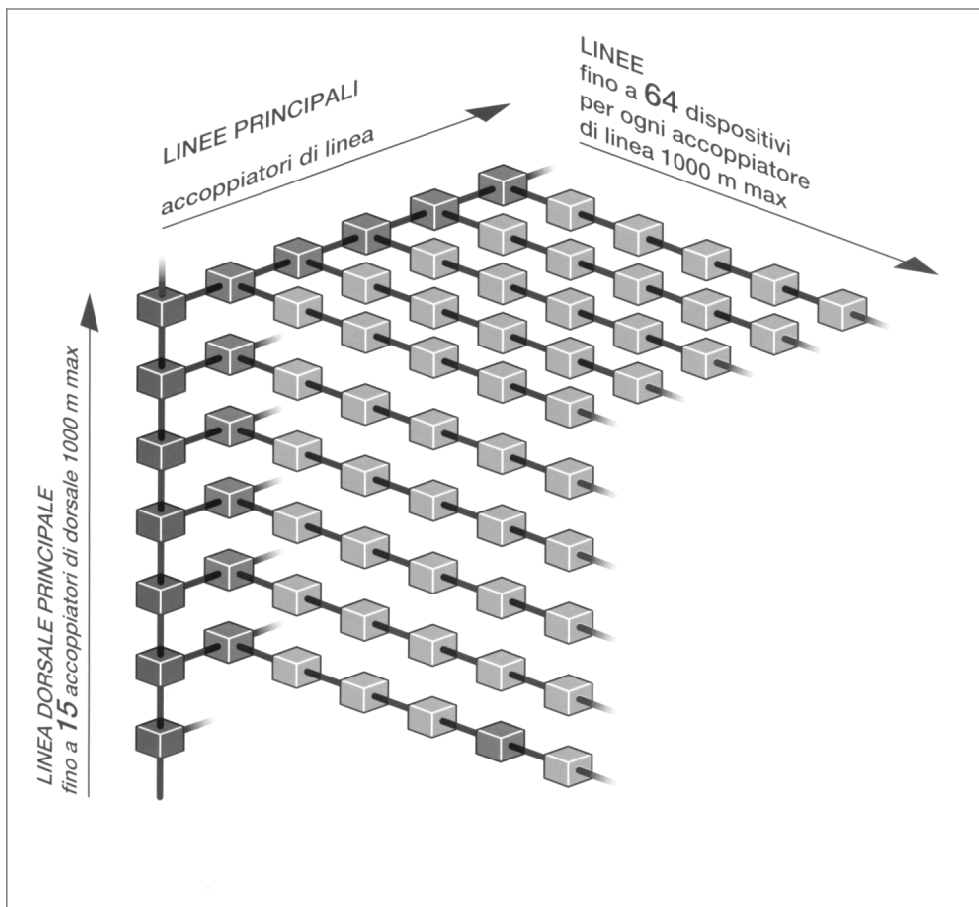 LINEE PRINCIPALI
accoppiatori di linea
LINEE
fino a 64 dispositivi
per ogni accoppiatore
di linea 1000 m max
LINEA DORSALE PRINCIPALE
fino a 15 accoppiatori di dorsale 1000 m max